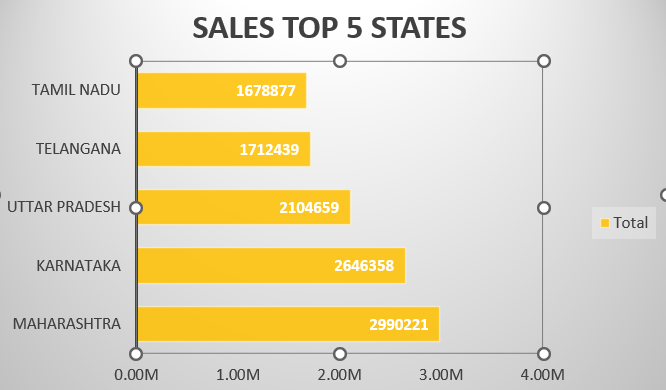 SALES TOP 5 STATES
TAMIL NADU 1678877
TELANGANA 1712439
UTTAR PRADESH 2104659
Total
KARNATAKA 2646358
MAHARASHTRA 2990221
0.00M 1.00M 2.00M 3.00M 4.00M